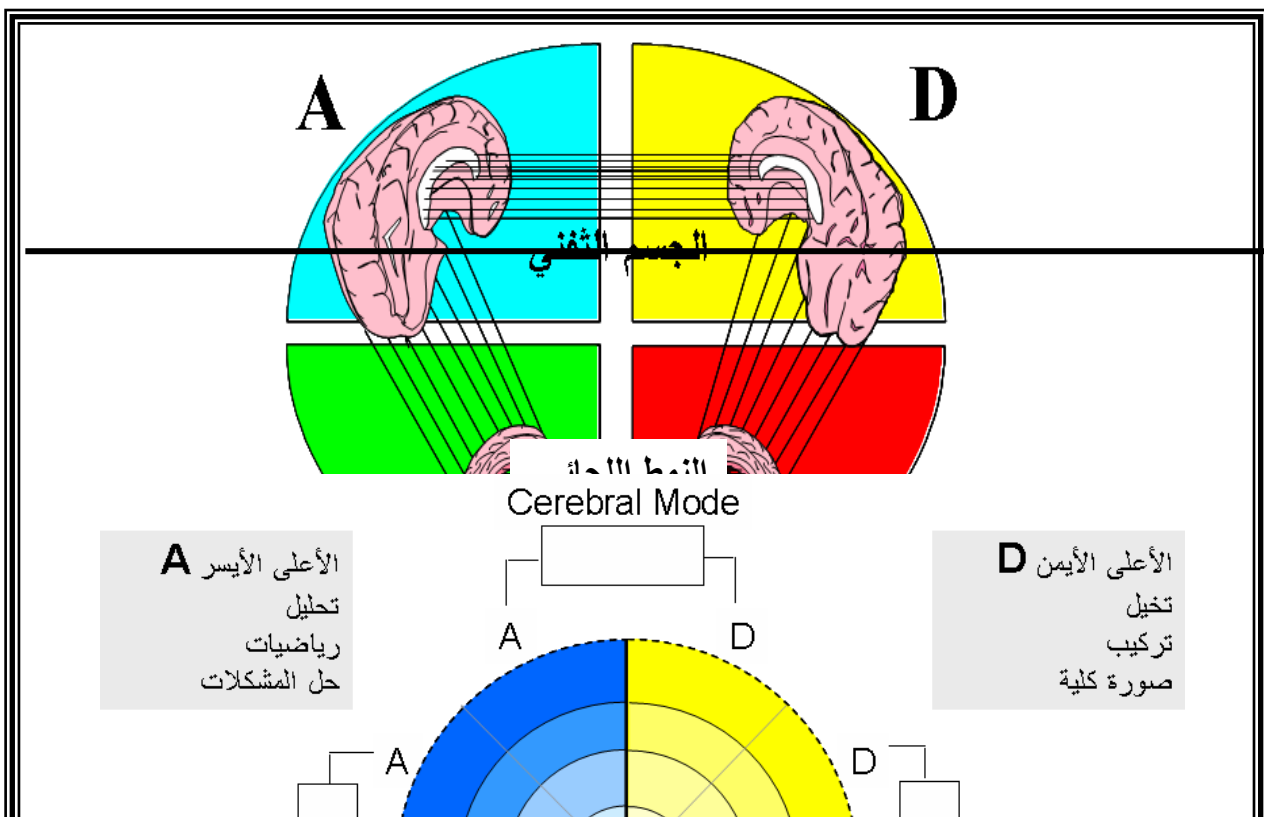 A
D
الجسم الثفني
Cerebral Mode
الأعلى الأيسر A
تحليل
رياضيات
حل المشكلات
الأعلى الأيمن D
تخيل
تركيب
صورة كلية
A
D
A
D